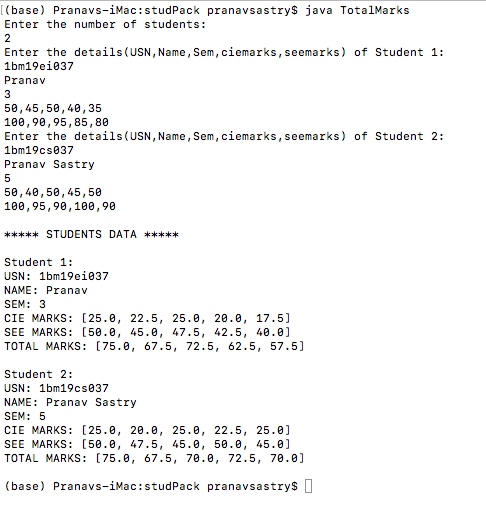 (base) Pranavs-iMac:studPack pranavsastry$ java TotalMarks
Enter the number of students:
2
Enter the details(USN,Name,Sem,ciemarks,seemarks) of Student 1:
1bm19ei037
Pranav
3
50,45,50,40,35
100,90,95,85,80
Enter the details(USN,Name,Sem,ciemarks,seemarks) of Student 2:
1bm19cs037
Pranav Sastry
5
50,40,50,45,50
100,95,90,100,90
***** STUDENTS DATA *****
Student 1:
USN: 1bm19ei037
NAME: Pranav
SEM: 3
CIE MARKS: [25.0, 22.5, 25.0, 20.0, 17.5]
SEE MARKS: [50.0, 45.0, 47.5, 42.5, 40.0]
TOTAL MARKS: [75.0, 67.5, 72.5, 62.5, 57.5]
Student 2:
USN: 1bm19cs037
NAME: Pranav Sastry
SEM: 5
CIE MARKS: [25.0, 20.0, 25.0, 22.5, 25.0]
SEE MARKS: [50.0, 47.5, 45.0, 50.0, 45.0]
TOTAL MARKS: [75.0, 67.5, 70.0, 72.5, 70.0]
(base) Pranavs-iMac:studPack pranavsastry$